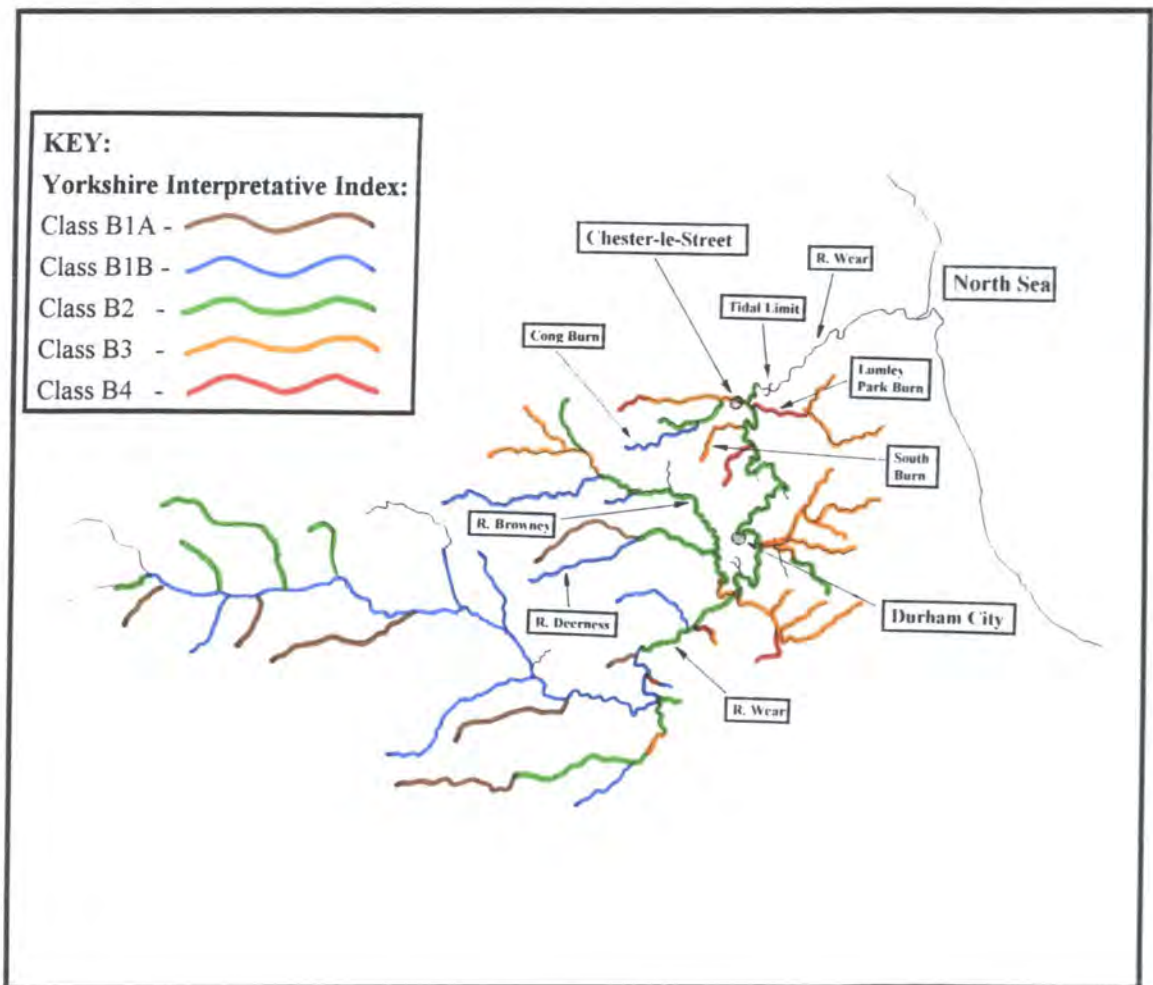 KEY:
Yorkshire Interpretative Index:
Class B1A -
Class B1B -
Class B2 -
Class B3 -
Class B4 -
Chester-le-Street
R. Wear
North Sea
Tidal Limit
Cong Burn
Lumley
Park Burn
South
Burn
R. Browney
R. Deerness
Durham City
R. Wear